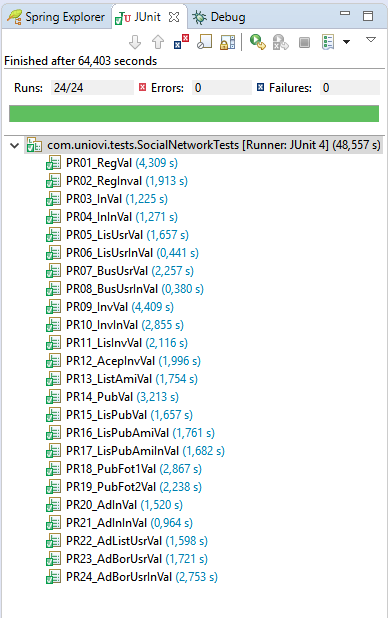 Spring Explorer JUnit Debug
Finished after 64,403 seconds
Runs: 24/24 Errors: 0 Failures: 0
com.uniovi.tests.SocialNetworkTests [Runner: JUnit 4] (48,557 s)
PR01_RegVal (4,309 s)
PR02_RegInval (1,913 s)
PR03_InVal (1,225 s)
PR04_InInVal (1,271 s)
PR05_LisUsrVal (1,657 s)
PR06_LisUsrInVal (0,441 s)
PR07_BusUsrVal (2,257 s)
PR08_BusUsrInVal (0,380 s)
PR09_InvVal (4,409 s)
PR10_InvInVal (2,855 s)
PR11_LisInvVal (2,116 s)
PR12_AcepInvVal (1,996 s)
PR13_ListAmiVal (1,754 s)
PR14_PubVal (3,213 s)
PR15_LisPubVal (1,657 s)
PR16_LisPubAmiVal (1,761 s)
PR17_LisPubAmiInVal (1,682 s)
PR18_PubFot1Val (2,867 s)
PR19_PubFot2Val (2,238 s)
PR20_AdInVal (1,520 s)
PR21_AdInInVal (0,964 s)
PR22_AdListUsrVal (1,598 s)
PR23_AdBorUsrVal (1,721 s)
PR24_AdBorUsrInVal (2,753 s)